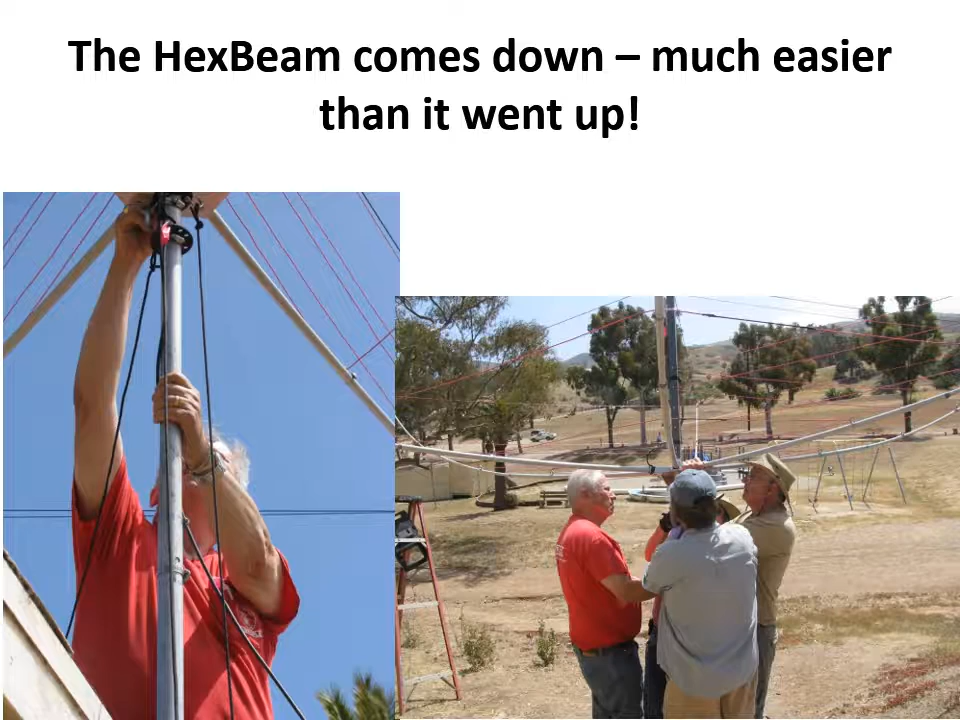 The HexBeam comes down – much easier
than it went up!